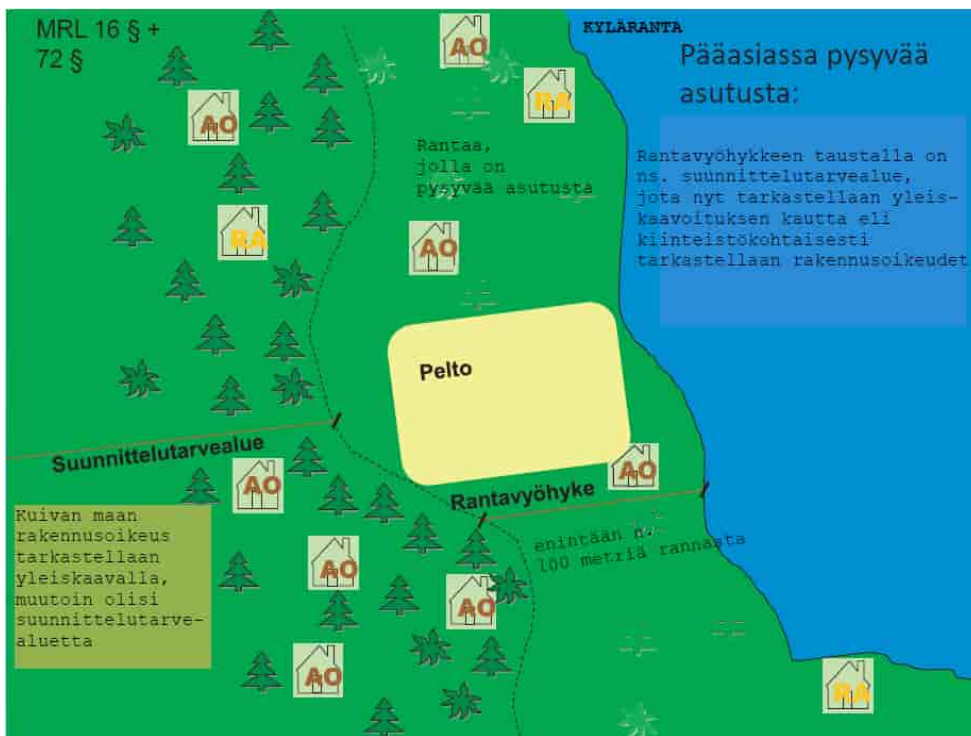 MRL 16 § +
72 §
KYLÄRANTA
Pääasiassa pysyvää
asutusta:
AO
RA
AO
Rantaa,
jolla on
pysyvää asutusta
Rantavyöhykkeen taustalla on
ns. suunnittelutarvealue,
jota nyt tarkastellaan yleis-
kaavoituksen kautta eli
kiinteistökohtaisesti
tarkastellaan rakennusoikeudet
RA
AO
Pelto
Suunnittelutarvealue
AO
AO
Rantavyöhyke
Kuivan maan
rakennusoikeus
tarkastellaan
yleiskaavalla,
muutoin olisi
suunnittelutarve-
aluetta
enintään n.
100 metriä rannasta
AO
AO
AO
RA